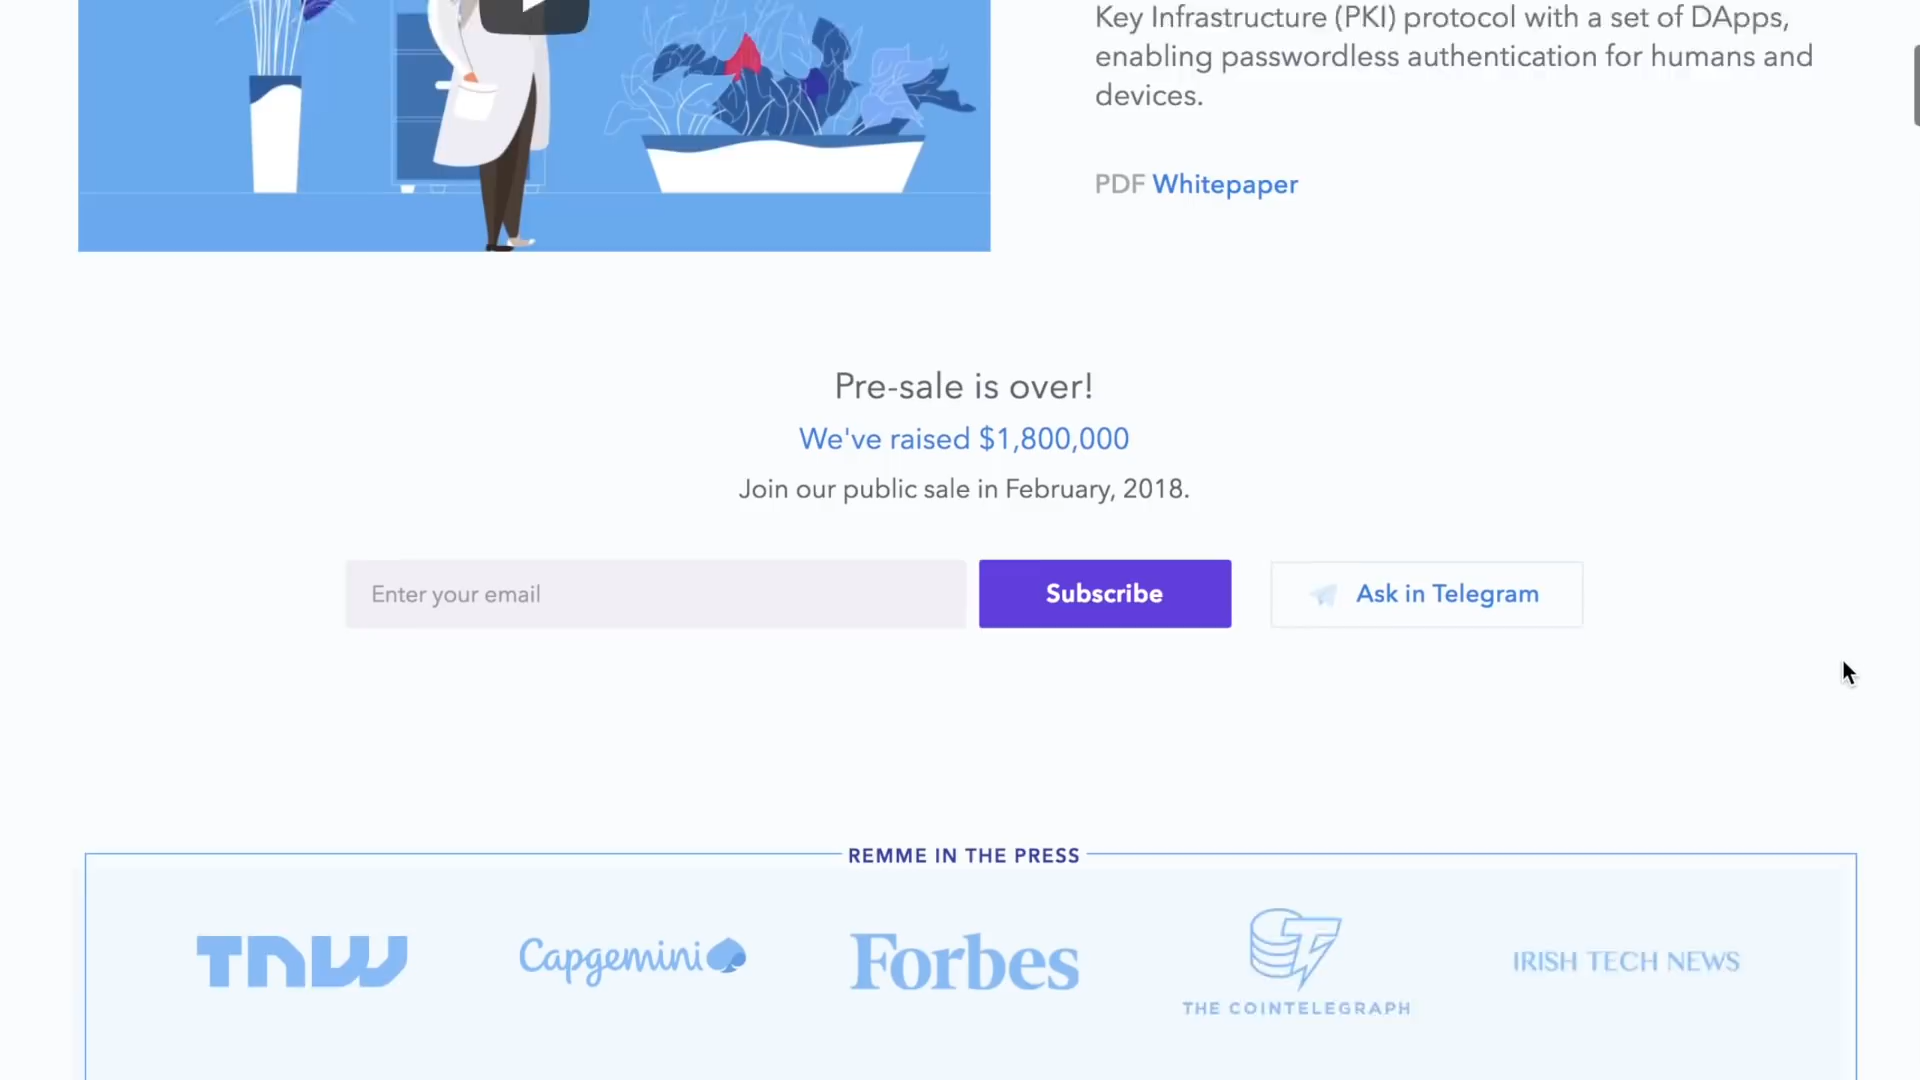 Key Infrastructure (PKI) protocol with a set of DApps,
enabling passwordless authentication for humans and
devices.
PDF Whitepaper
Pre-sale is over!
We've raised $1,800,000
Join our public sale in February, 2018.
Enter your email
Subscribe
Ask in Telegram
REMME IN THE PRESS
TNW
Capgemini
Forbes
THE COINTELEGRAPH
IRISH TECH NEWS